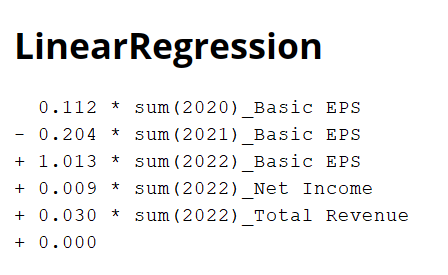 LinearRegression
0.112 * sum(2020)_Basic EPS
- 0.204 * sum(2021)_Basic EPS
+ 1.013 * sum(2022)_Basic EPS
+ 0.009 * sum(2022)_Net Income
+ 0.030 * sum(2022)_Total Revenue
+ 0.000